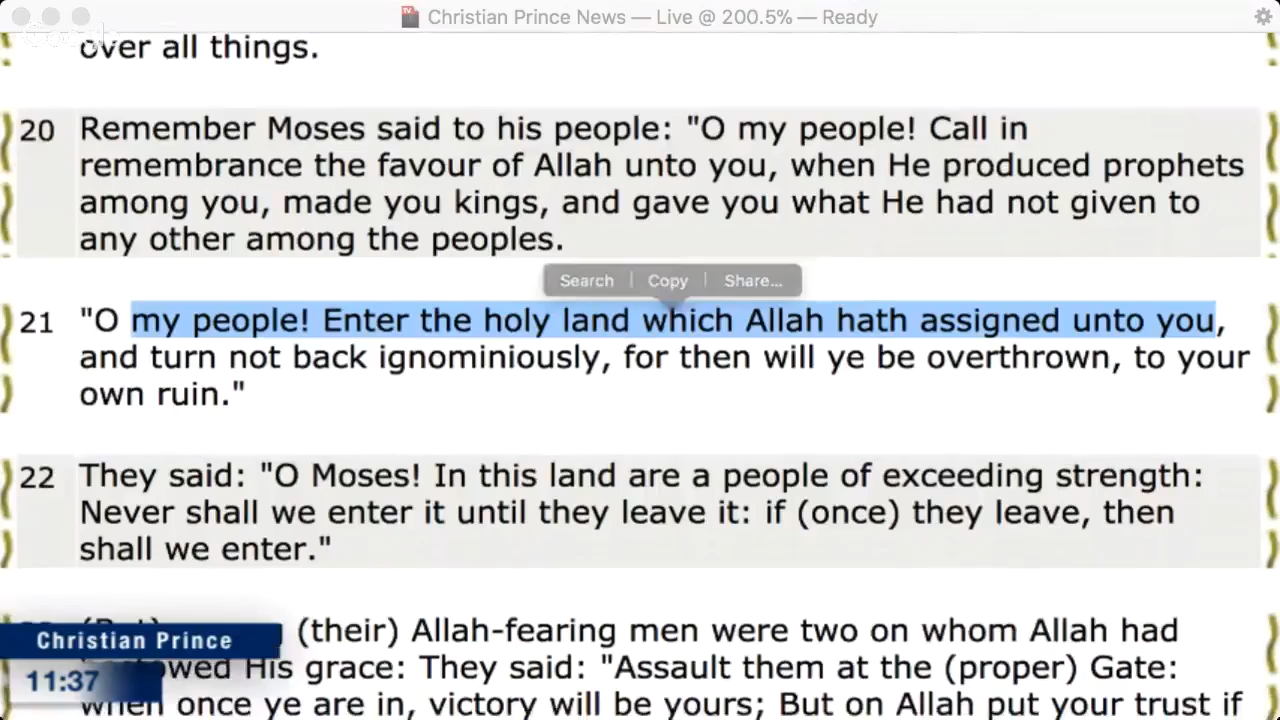 Christian Prince News — Live @ 200.5% — Ready
Google
over all things.
20 Remember Moses said to his people: "O my people! Call in
remembrance the favour of Allah unto you, when He produced prophets
among you, made you kings, and gave you what He had not given to
any other among the peoples.
Search Copy Share...
21 "O my people! Enter the holy land which Allah hath assigned unto you,
and turn not back ignominiously, for then will ye be overthrown, to your
own ruin."
22 They said: "O Moses! In this land are a people of exceeding strength:
Never shall we enter it until they leave it: if (once) they leave, then
shall we enter."
(their) Allah-fearing men were two on whom Allah had
His grace: They said: "Assault them at the (proper) Gate:
when once ye are in, victory will be yours; But on Allah put your trust if
Christian Prince
11:37